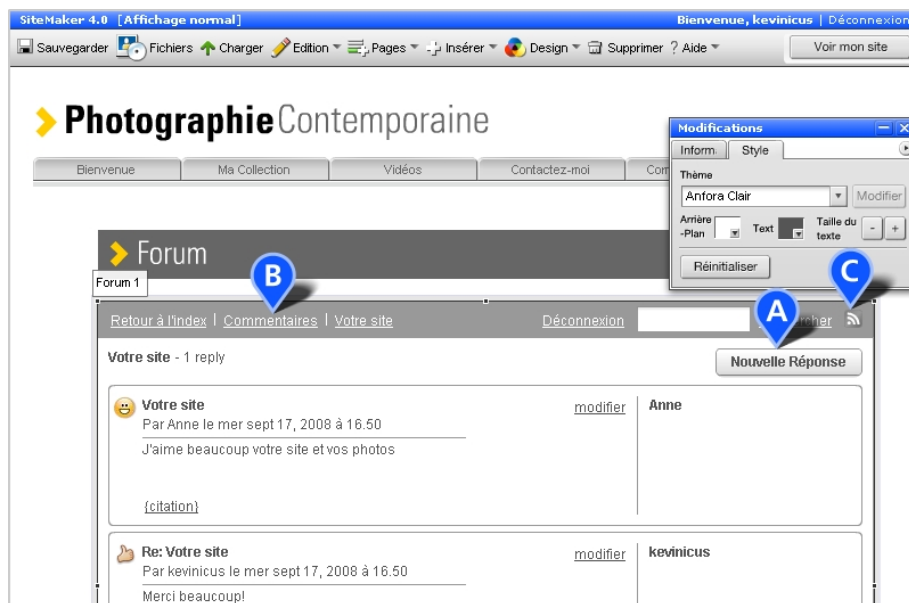 SiteMaker 4.0 [Affichage normal] Bienvenue, kevinicus | Déconnexion
Sauvegarder Fichiers Charger Edition Pages Insérer Design Supprimer ? Aide Voir mon site
Photographie Contemporaine
Modifications
Inform. Style
Bienvenue Ma Collection Vidéos Contactez-moi
Thème
Anfora Clair Modifier
Arrière-Plan Text Taille du texte - +
Réinitialiser
Forum
Forum 1
B
C
A
Retour à l'index | Commentaires | Votre site Déconnexion
Votre site - 1 reply Nouvelle Réponse
Votre site modifier Anne
Par Anne le mer sept 17, 2008 à 16.50
J'aime beaucoup votre site et vos photos
{citation}
Re: Votre site modifier kevinicus
Par kevinicus le mer sept 17, 2008 à 16.50
Merci beaucoup!